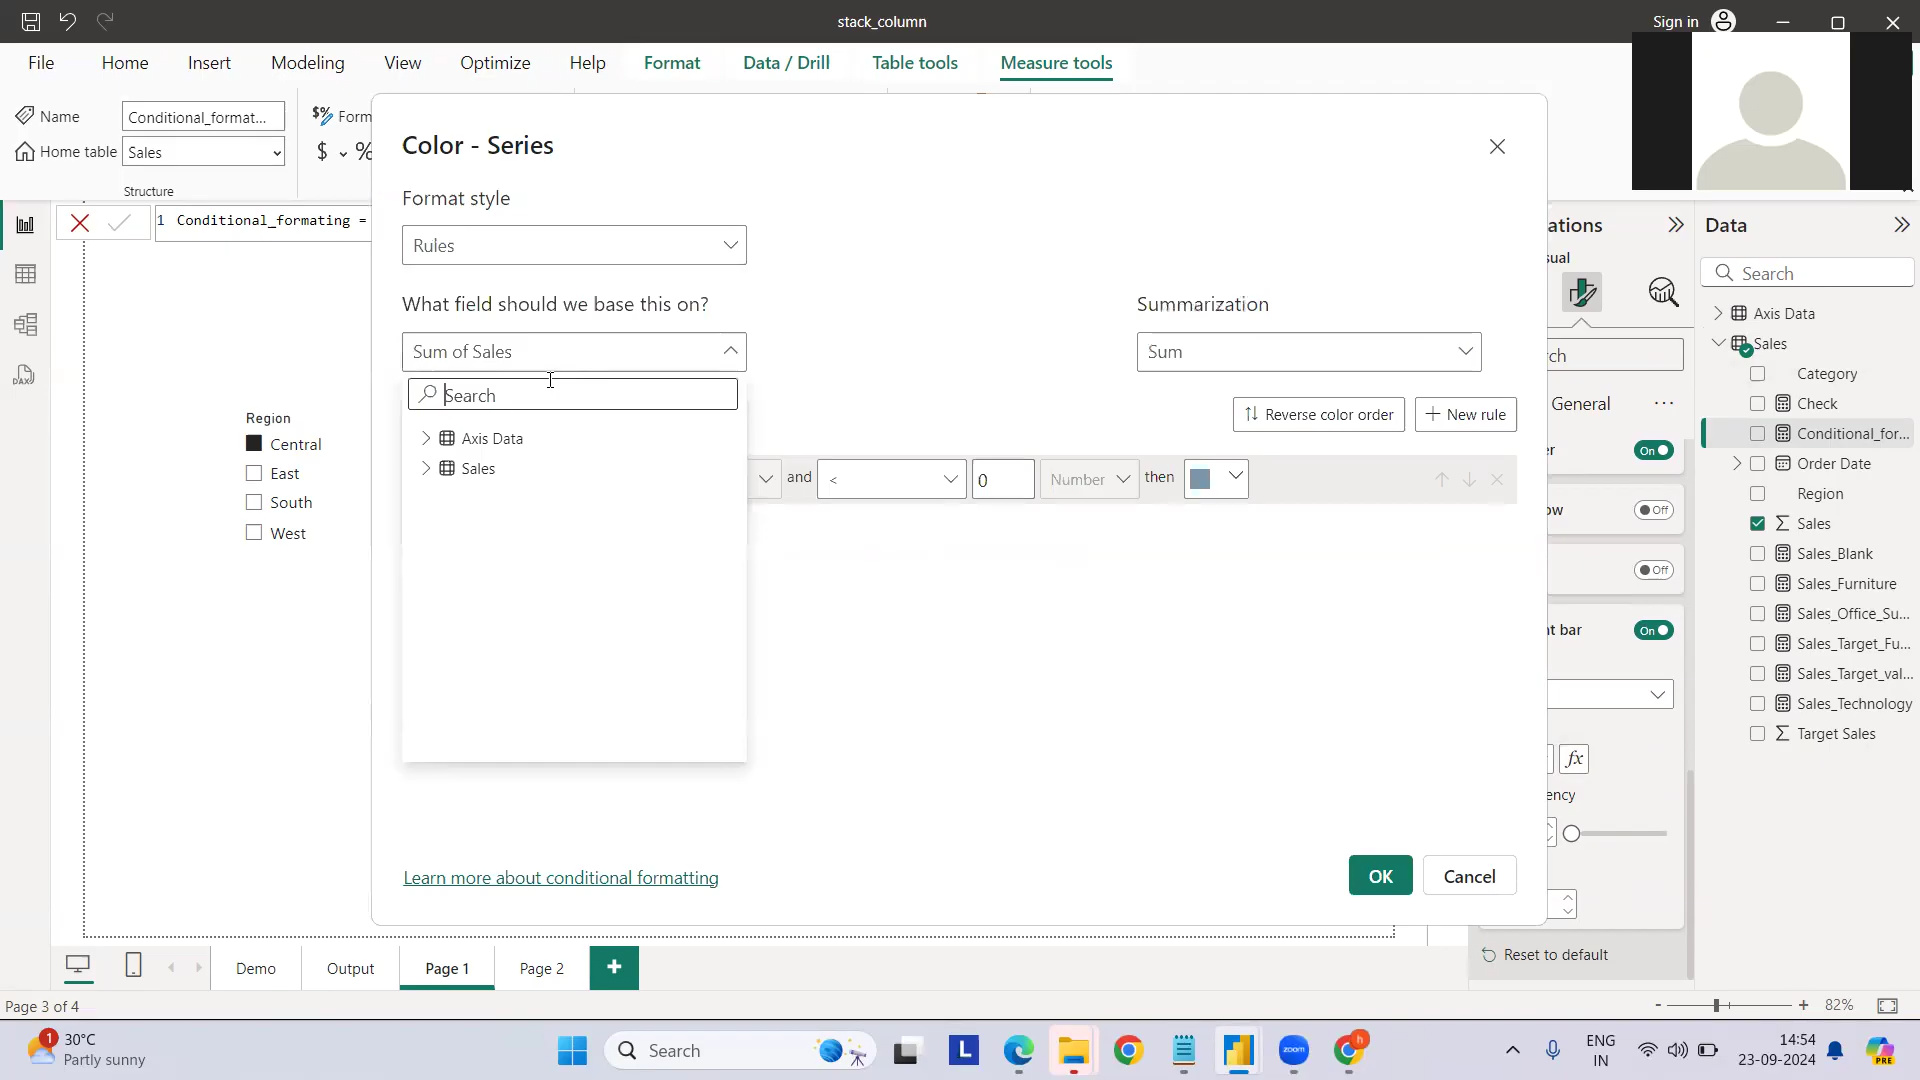 stack_column
Sign in
File Home Insert Modeling View Optimize Help Format Data / Drill Table tools Measure tools
Name Conditional_format...
Home table Sales
Structure
$ %
1 Conditional_formating =
Color - Series
Format style
Rules
What field should we base this on?
Sum of Sales
Summarization
Sum
Search
Axis Data
Sales
Reverse color order
New rule
and < 0 Number then
Learn more about conditional formatting
OK Cancel
Region
Central
East
South
West
General
On
Off
Off
On
fx
Reset to default
Data
Search
Axis Data
Sales
Category
Check
Conditional_for...
Order Date
Region
Sales
Sales_Blank
Sales_Furniture
Sales_Office_Su...
Sales_Target_Fu...
Sales_Target_val...
Sales_Technology
Target Sales
Demo Output Page 1 Page 2
Page 3 of 4
- + 82%
1 30°C
Partly sunny
Search
L
zoom
h
ENG
IN
14:54
23-09-2024
PRE